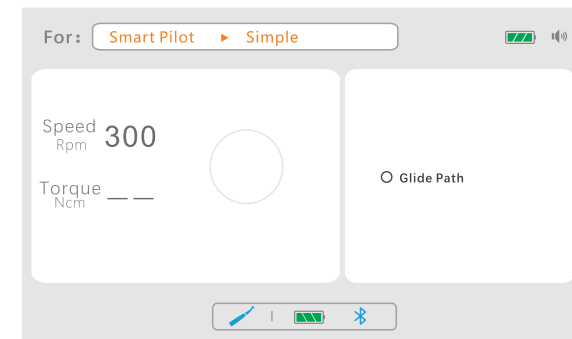 For: Smart Pilot ▶ Simple
Speed 300
Rpm
Torque _ _
Ncm
Glide Path